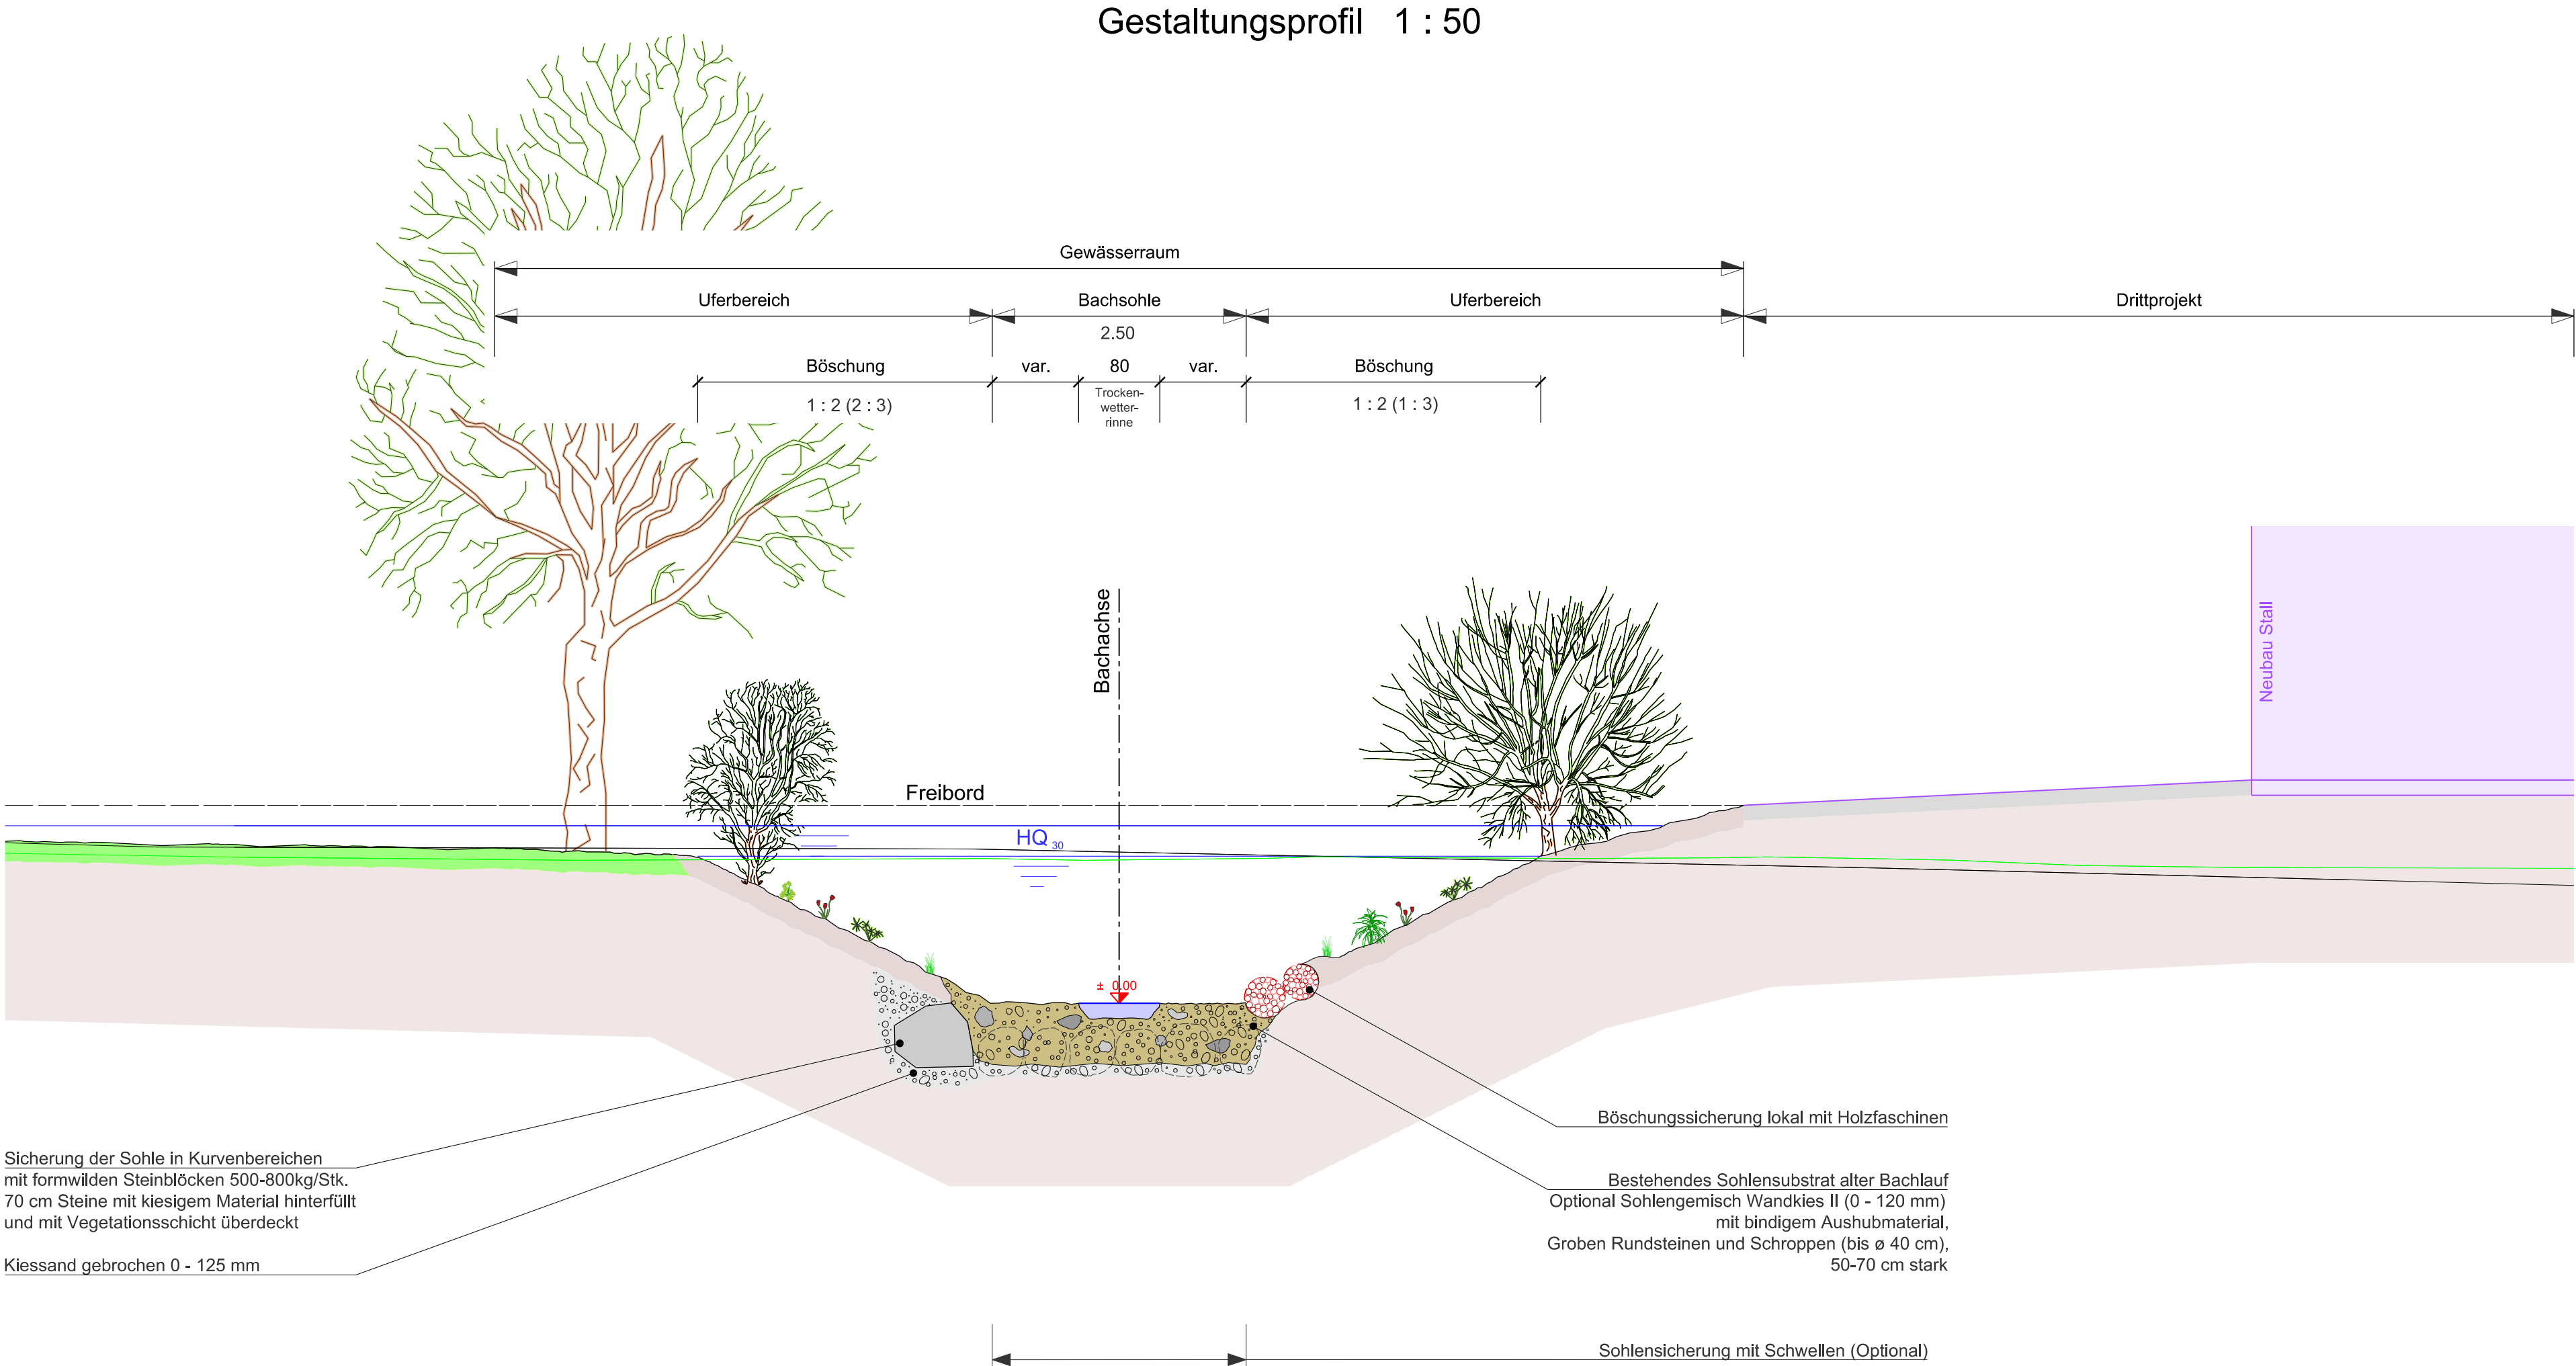 Gestaltungsprofil 1 : 50
Gewässerraum
Uferbereich
Bachsohle
Uferbereich
Drittprojekt
2.50
Böschung
var.
80
var.
Böschung
1 : 2 (2 : 3)
Trocken-
wetter-
rinne
1 : 2 (1 : 3)
Bachachse
Neubau Stall
Freibord
HQ 30
± 0.00
Böschungssicherung lokal mit Holzfaschinen
Sicherung der Sohle in Kurvenbereichen
mit formwilden Steinblöcken 500-800kg/Stk.
70 cm Steine mit kiesigem Material hinterfüllt
und mit Vegetationsschicht überdeckt
Bestehendes Sohlensubstrat alter Bachlauf
Optional Sohlengemisch Wandkies II (0 - 120 mm)
mit bindigem Aushubmaterial,
Groben Rundsteinen und Schroppen (bis ø 40 cm),
50-70 cm stark
Kiessand gebrochen 0 - 125 mm
Sohlensicherung mit Schwellen (Optional)